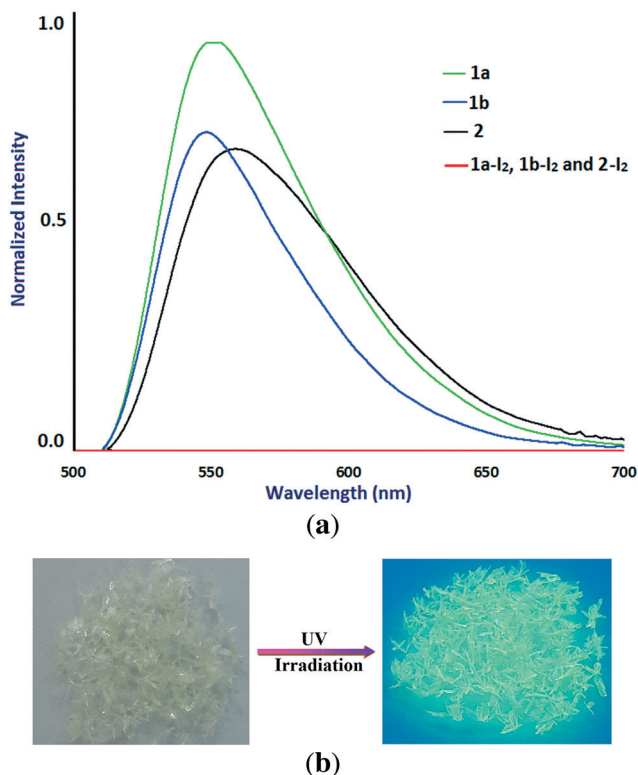 1.0
0.5
0.0
Normalized Intensity
1a
1b
2
1a-I₂, 1b-I₂ and 2-I₂
500 550 600 650 700
Wavelength (nm)
(a)
UV
Irradiation
(b)